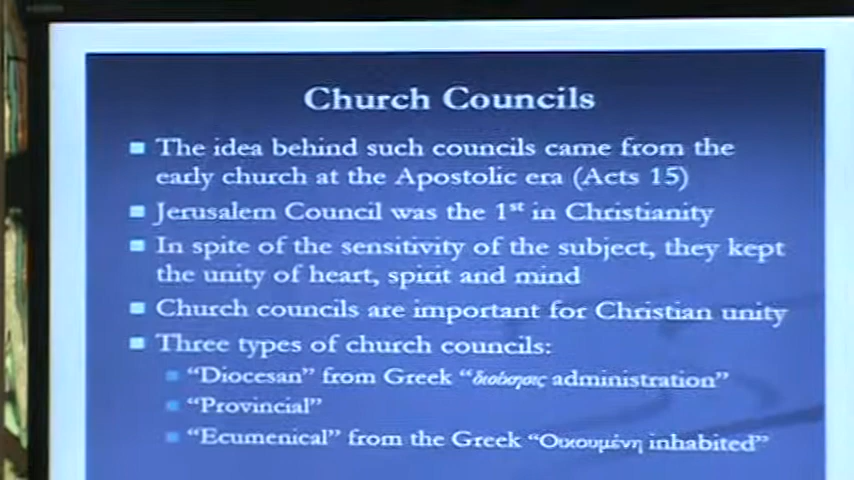 Church Councils
The idea behind such councils came from the
early church at the Apostolic era (Acts 15)
Jerusalem Council was the 1st in Christianity
In spite of the sensitivity of the subject, they kept
the unity of heart, spirit and mind
Church councils are important for Christian unity
Three types of church councils:
"Diocesan" from Greek "διοίκησις administration"
"Provincial"
"Ecumenical" from the Greek "Οικουμένη inhabited"